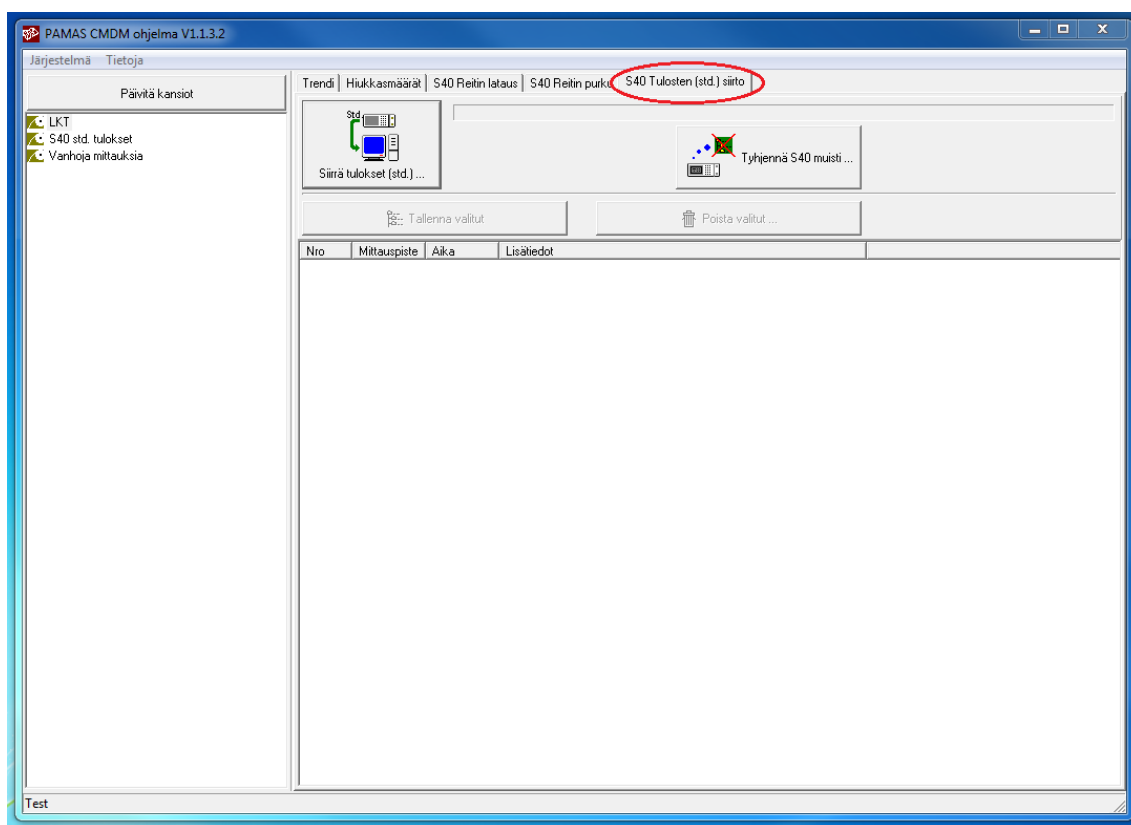 PAMAS CMDM ohjelma V1.1.3.2
Järjestelmä Tietoja
Päivitä kansiot
LKT
S40 std. tulokset
Vanhoja mittauksia
Trendi Hiukkasmäärät S40 Reitin lataus S40 Reitin purku S40 Tulosten (std.) siirto
Std.
Siirrä tulokset (std.) ...
Tyhjennä S40 muisti ...
Tallenna valitut Poista valitut ...
Nro Mittauspiste Aika Lisätiedot
Test